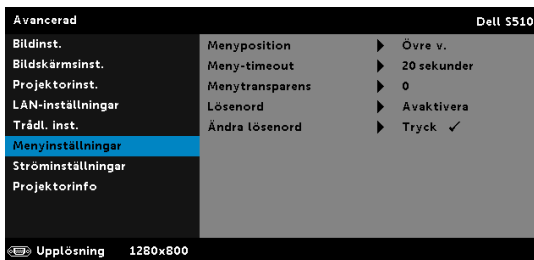 Avancerad Dell S510
Bildinst.
Bildskärmsinst.
Projektorinst.
LAN-inställningar
Trådl. inst.
Menyinställningar
Ströminställningar
Projektorinfo
Menyposition Övre v.
Meny-timeout 20 sekunder
Menytransparens 0
Lösenord Avaktivera
Ändra lösenord Tryck ✓
Upplösning 1280x800